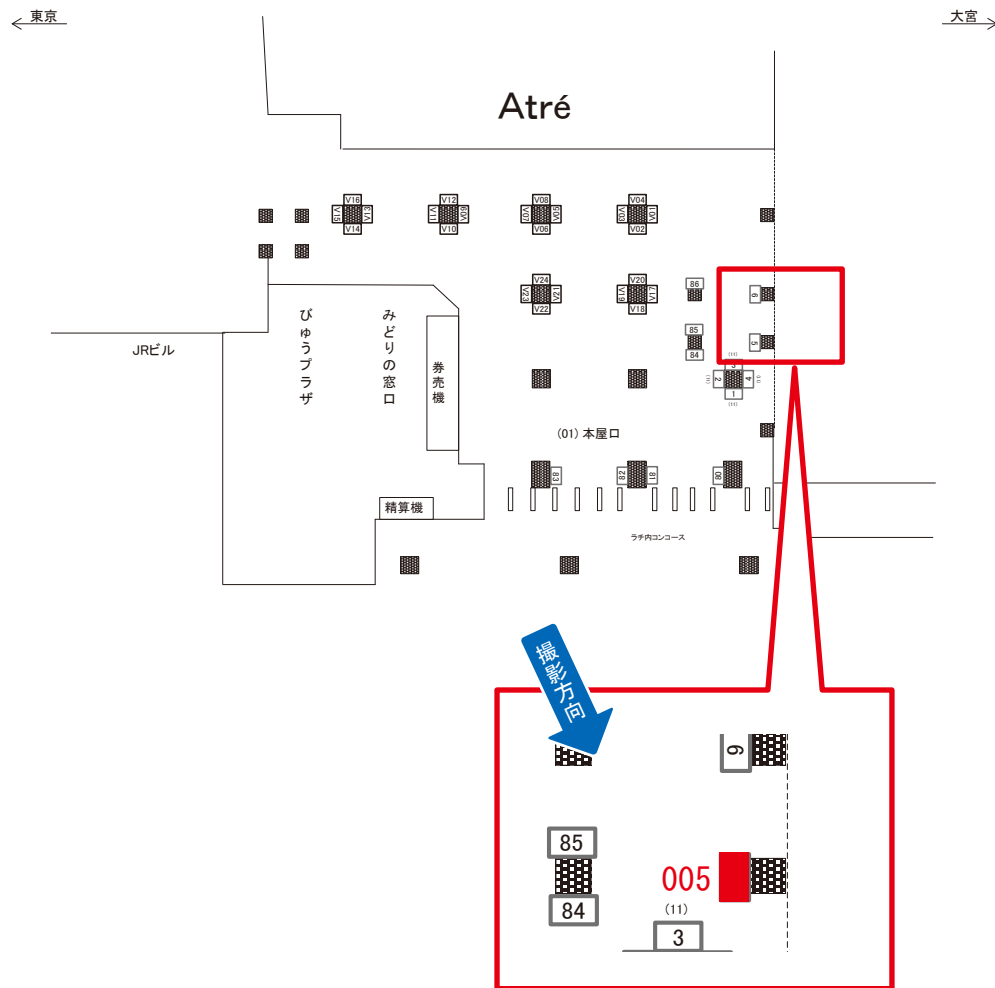 東京
大宮
Atré
V16
V15
V13
V14
V12
V11
V09
V10
V08
V07
V05
V06
V04
V03
V01
V02
V24
V23
V21
V22
V20
V19
V17
V18
86
6
85
84
5
(11)
3
(11)
2
4
(11)
1
(11)
JRビル
びゅうプラザ
みどりの窓口
券売機
精算機
(01) 本屋口
83
82
81
80
ラチ内コンコース
撮影方向
6
85
84
005
(11)
3